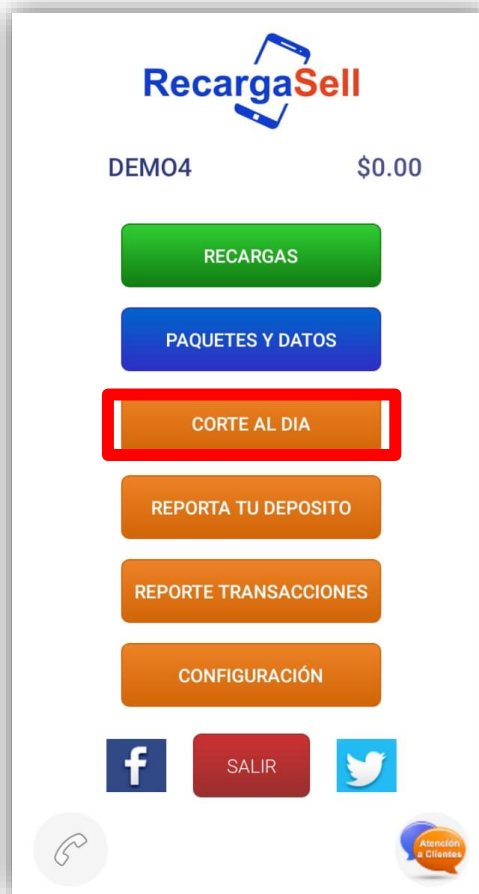 RecargaSell
DEMO4 $0.00
RECARGAS
PAQUETES Y DATOS
CORTE AL DIA
REPORTA TU DEPOSITO
REPORTE TRANSACCIONES
CONFIGURACIÓN
f
SALIR
Atención
a Clientes